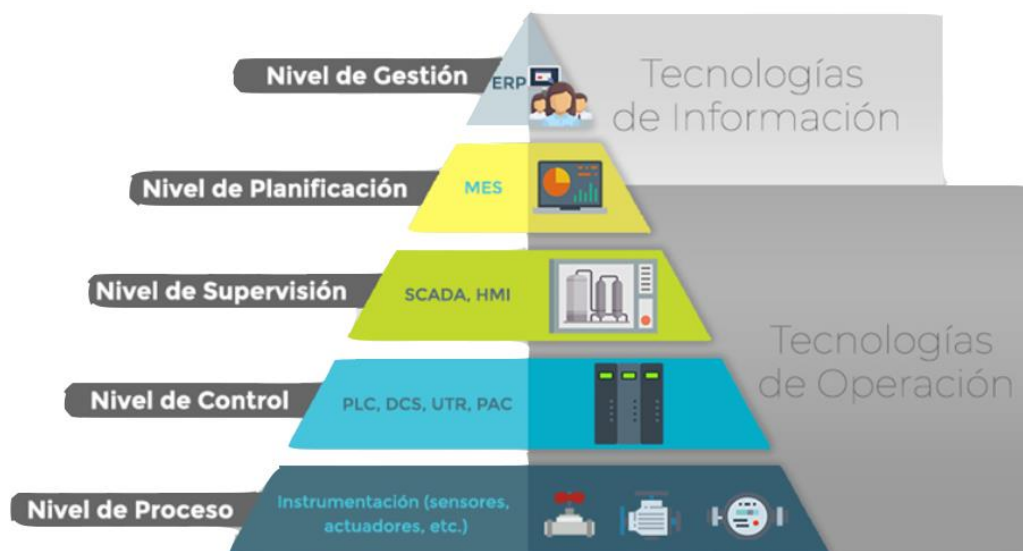 Nivel de Gestión
ERP
Tecnologías
de Información
Nivel de Planificación
MES
Nivel de Supervisión
SCADA, HMI
Tecnologías
de Operación
Nivel de Control
PLC, DCS, UTR, PAC
Nivel de Proceso
Instrumentación (sensores,
actuadores, etc.)